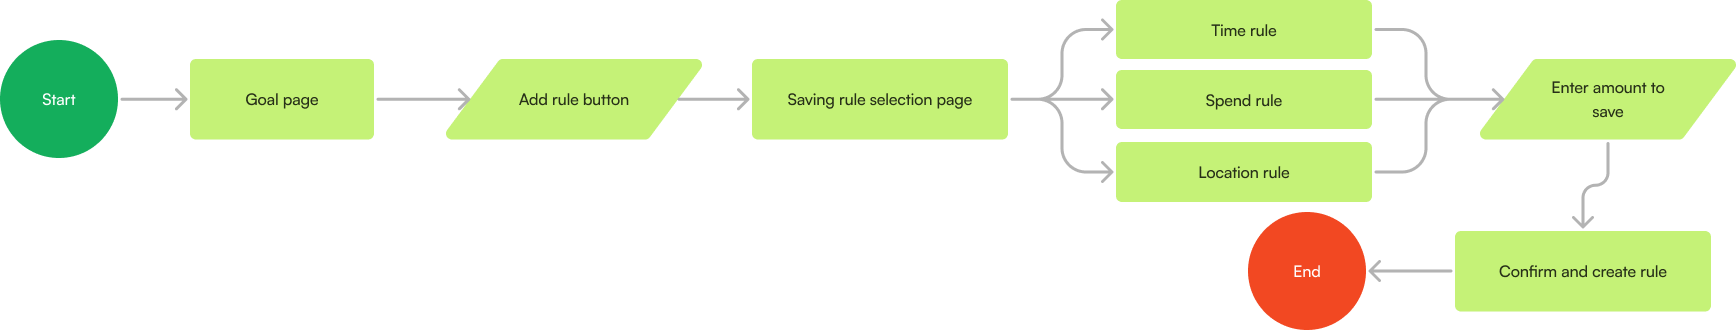 Start
Goal page
Add rule button
Saving rule selection page
Time rule
Spend rule
Location rule
Enter amount to
save
Confirm and create rule
End